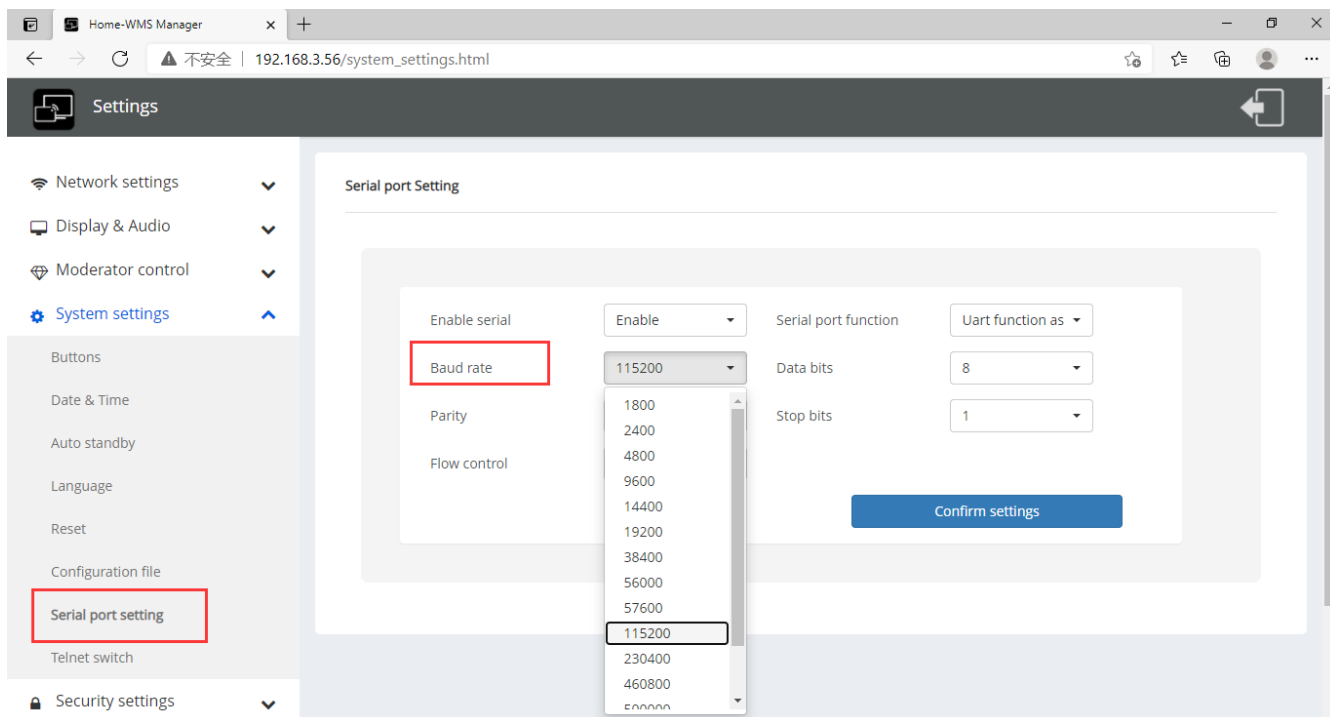 Home-WMS Manager
不安全 192.168.3.56/system_settings.html
Settings
Network settings
Display & Audio
Moderator control
System settings
Buttons
Date & Time
Auto standby
Language
Reset
Configuration file
Serial port setting
Telnet switch
Security settings
Serial port Setting
Enable serial Enable Serial port function Uart function as
Baud rate 115200 Data bits 8
Parity Stop bits 1
Flow control
1800
2400
4800
9600
14400
19200
38400
56000
57600
115200
230400
460800
500000
Confirm settings